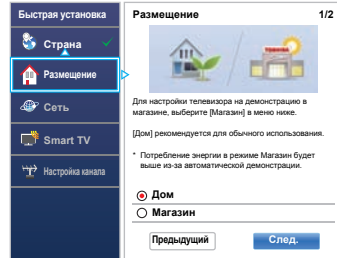 Быстрая установка
Страна
Размещение
Сеть
Smart TV
Настройка канала
Размещение 1/2
TOSHIBA
Для настройки телевизора на демонстрацию в
магазине, выберите [Магазин] в меню ниже.
[Дом] рекомендуется для обычного использования.
* Потребление энергии в режиме Магазин будет
выше из-за автоматической демонстрации.
Дом
Магазин
Предыдущий След.